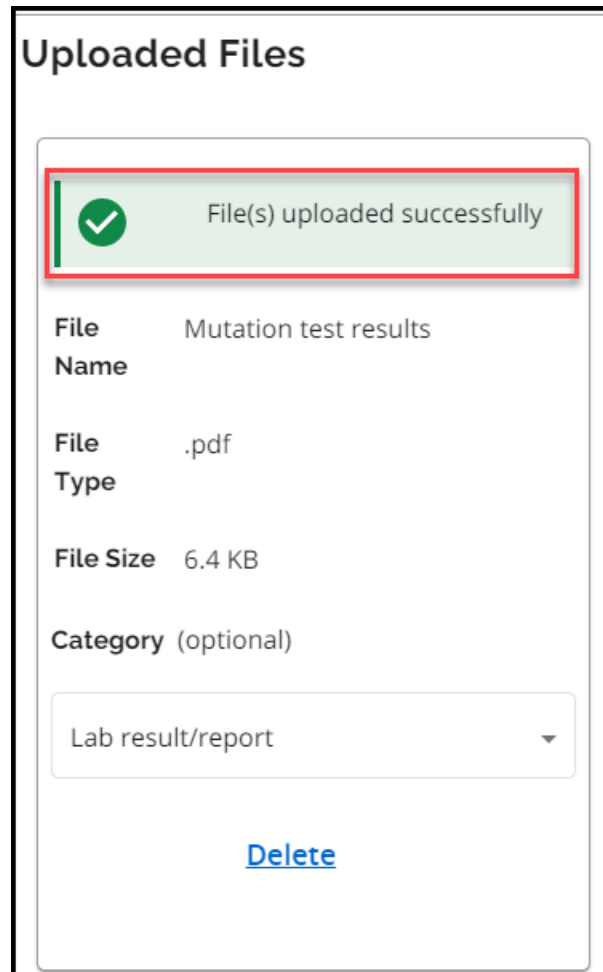 Uploaded Files
File(s) uploaded successfully
File Name
Mutation test results
File Type
.pdf
File Size 6.4 KB
Category (optional)
Lab result/report
Delete